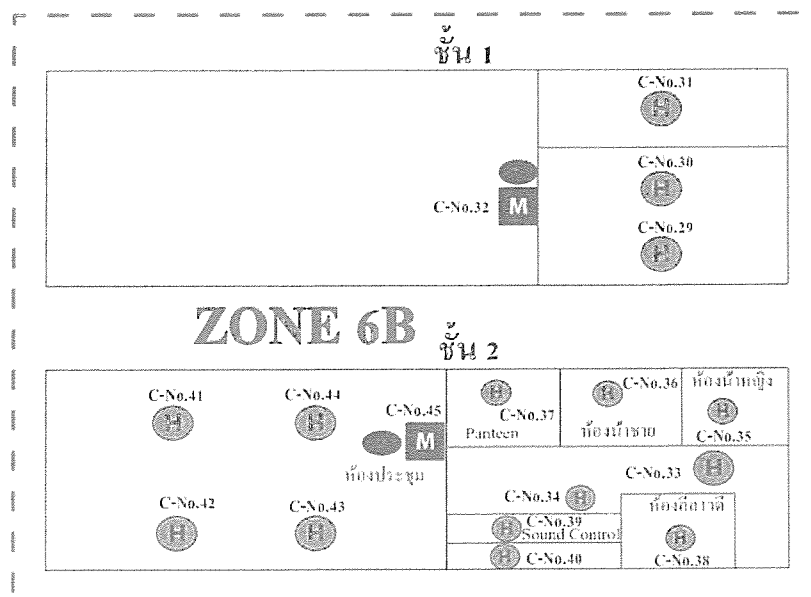 ชั้น 1
C-No.31
H
C-No.30
H
C-No.32
M
C-No.29
H
ZONE 6B
ชั้น 2
C-No.41
H
C-No.44
H
C-No.45
M
ห้องประชุม
C-No.42
H
C-No.43
H
H
C-No.37
Panteen
H
C-No.36
ห้องน้ำชาย
ห้องน้ำหญิง
H
C-No.35
C-No.33
H
C-No.34
H
H
C-No.39
Sound Control
H
C-No.40
H
C-No.38